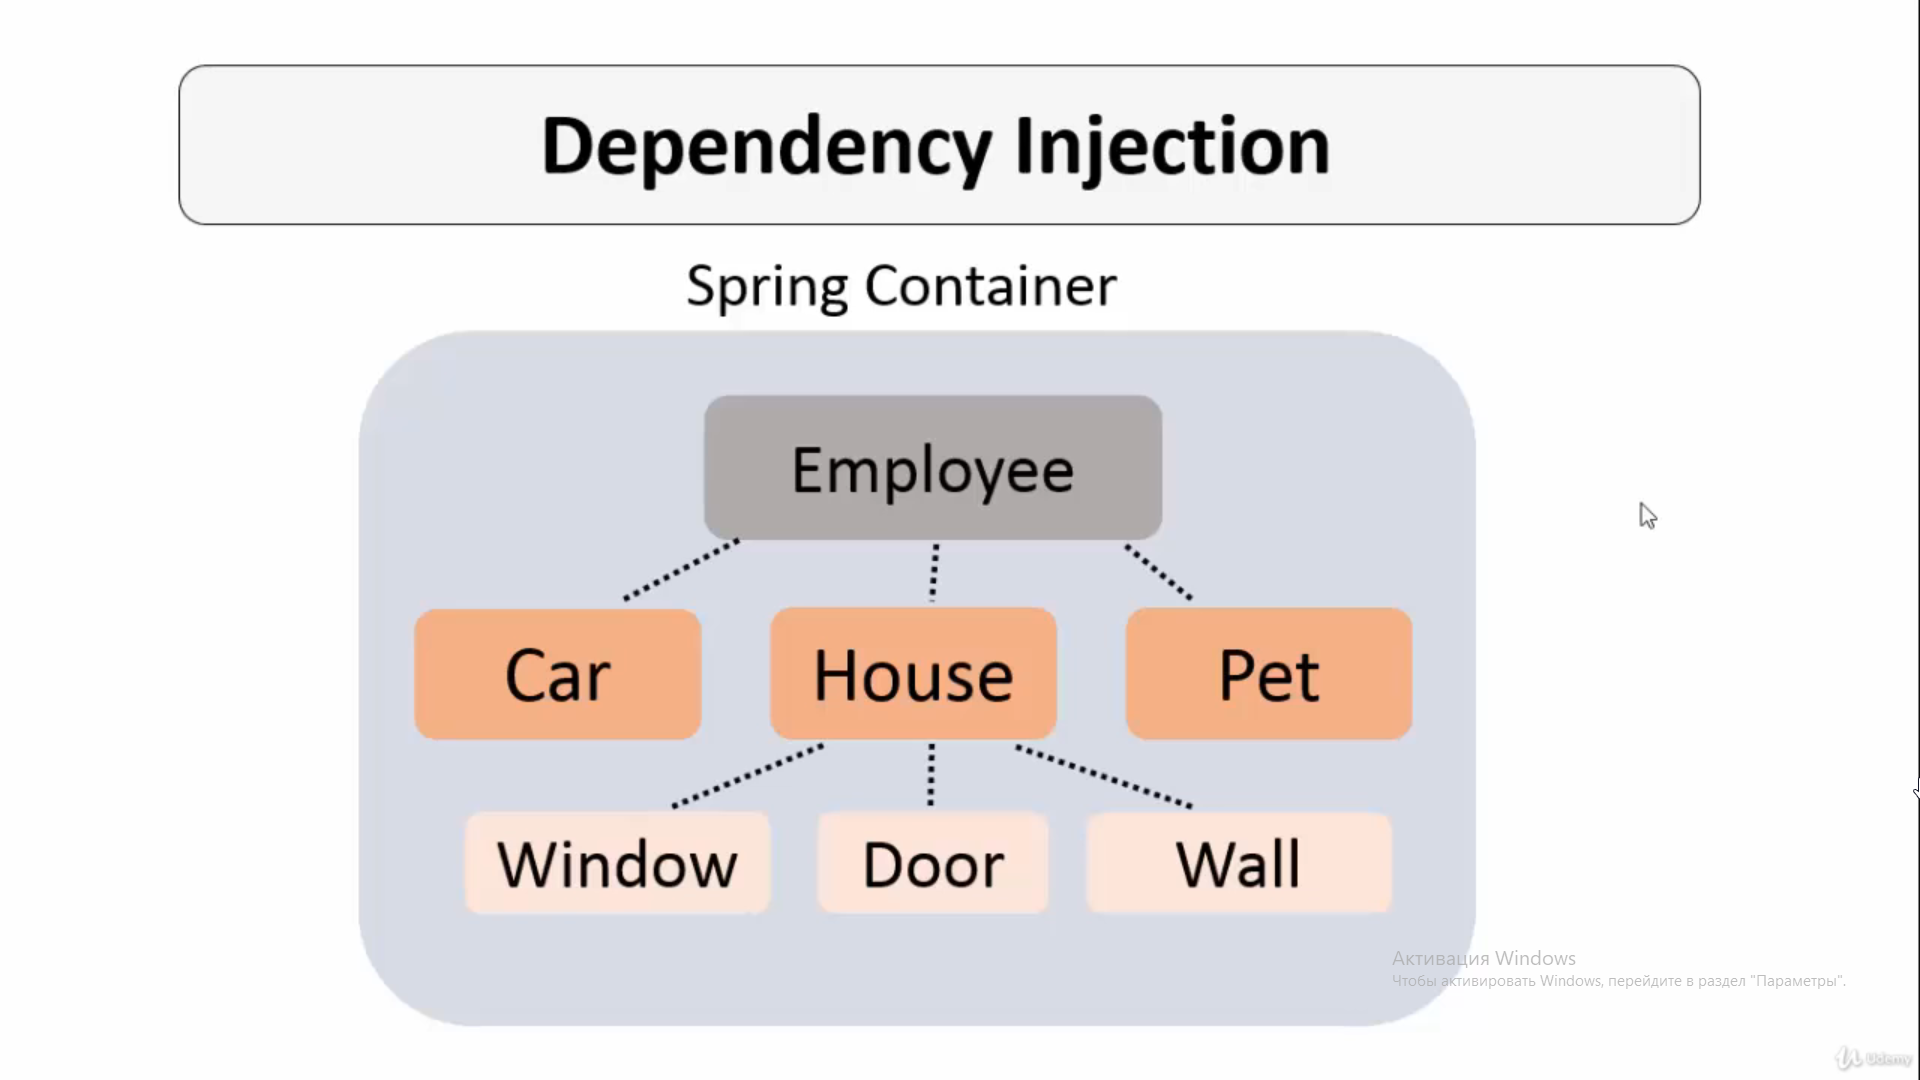 Dependency Injection
Spring Container
Employee
Car House Pet
Window Door Wall
Активация Windows
Чтобы активировать Windows, перейдите в раздел "Параметры".
Udemy